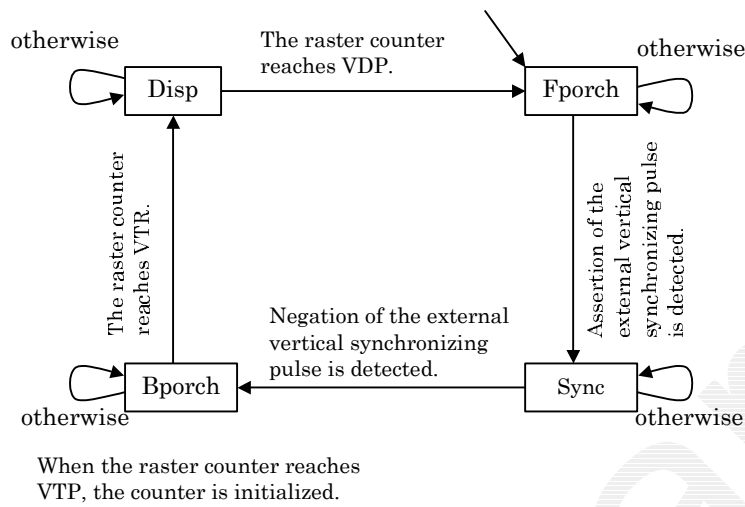 otherwise
The raster counter
reaches VDP.
otherwise
Disp
Fporch
The raster counter
reaches VTR.
Assertion of the
external vertical
synchronizing pulse
is detected.
Negation of the external
vertical synchronizing
pulse is detected.
Bporch
Sync
otherwise
otherwise
When the raster counter reaches
VTP, the counter is initialized.